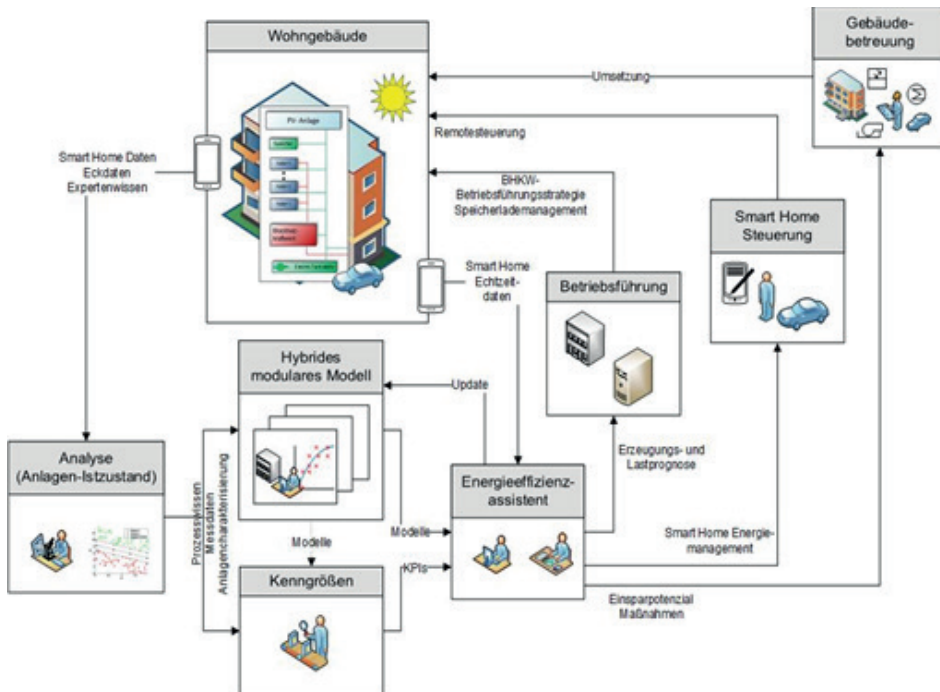 Wohngebäude
Gebäude-
betreuung
Umsetzung
PV-Anlage
Remotesteuerung
Smart Home Daten
Eckdaten
Expertenwissen
BHKW-
Betriebsführungsstrategie
Speicherlademanagement
Smart Home
Steuerung
Smart Home
Echtzeit-
daten
Betriebsführung
Hybrides
modulares Modell
Update
Analyse
(Anlagen-Istzustand)
Prozesswissen
Messdaten
Anlagencharakterisierung
Energieeffizienz-
assistent
Erzeugungs- und
Lastprognose
Modelle
Modelle
Smart Home Energie-
management
Kenngrößen
KPIs
Einsparpotenzial
Maßnahmen